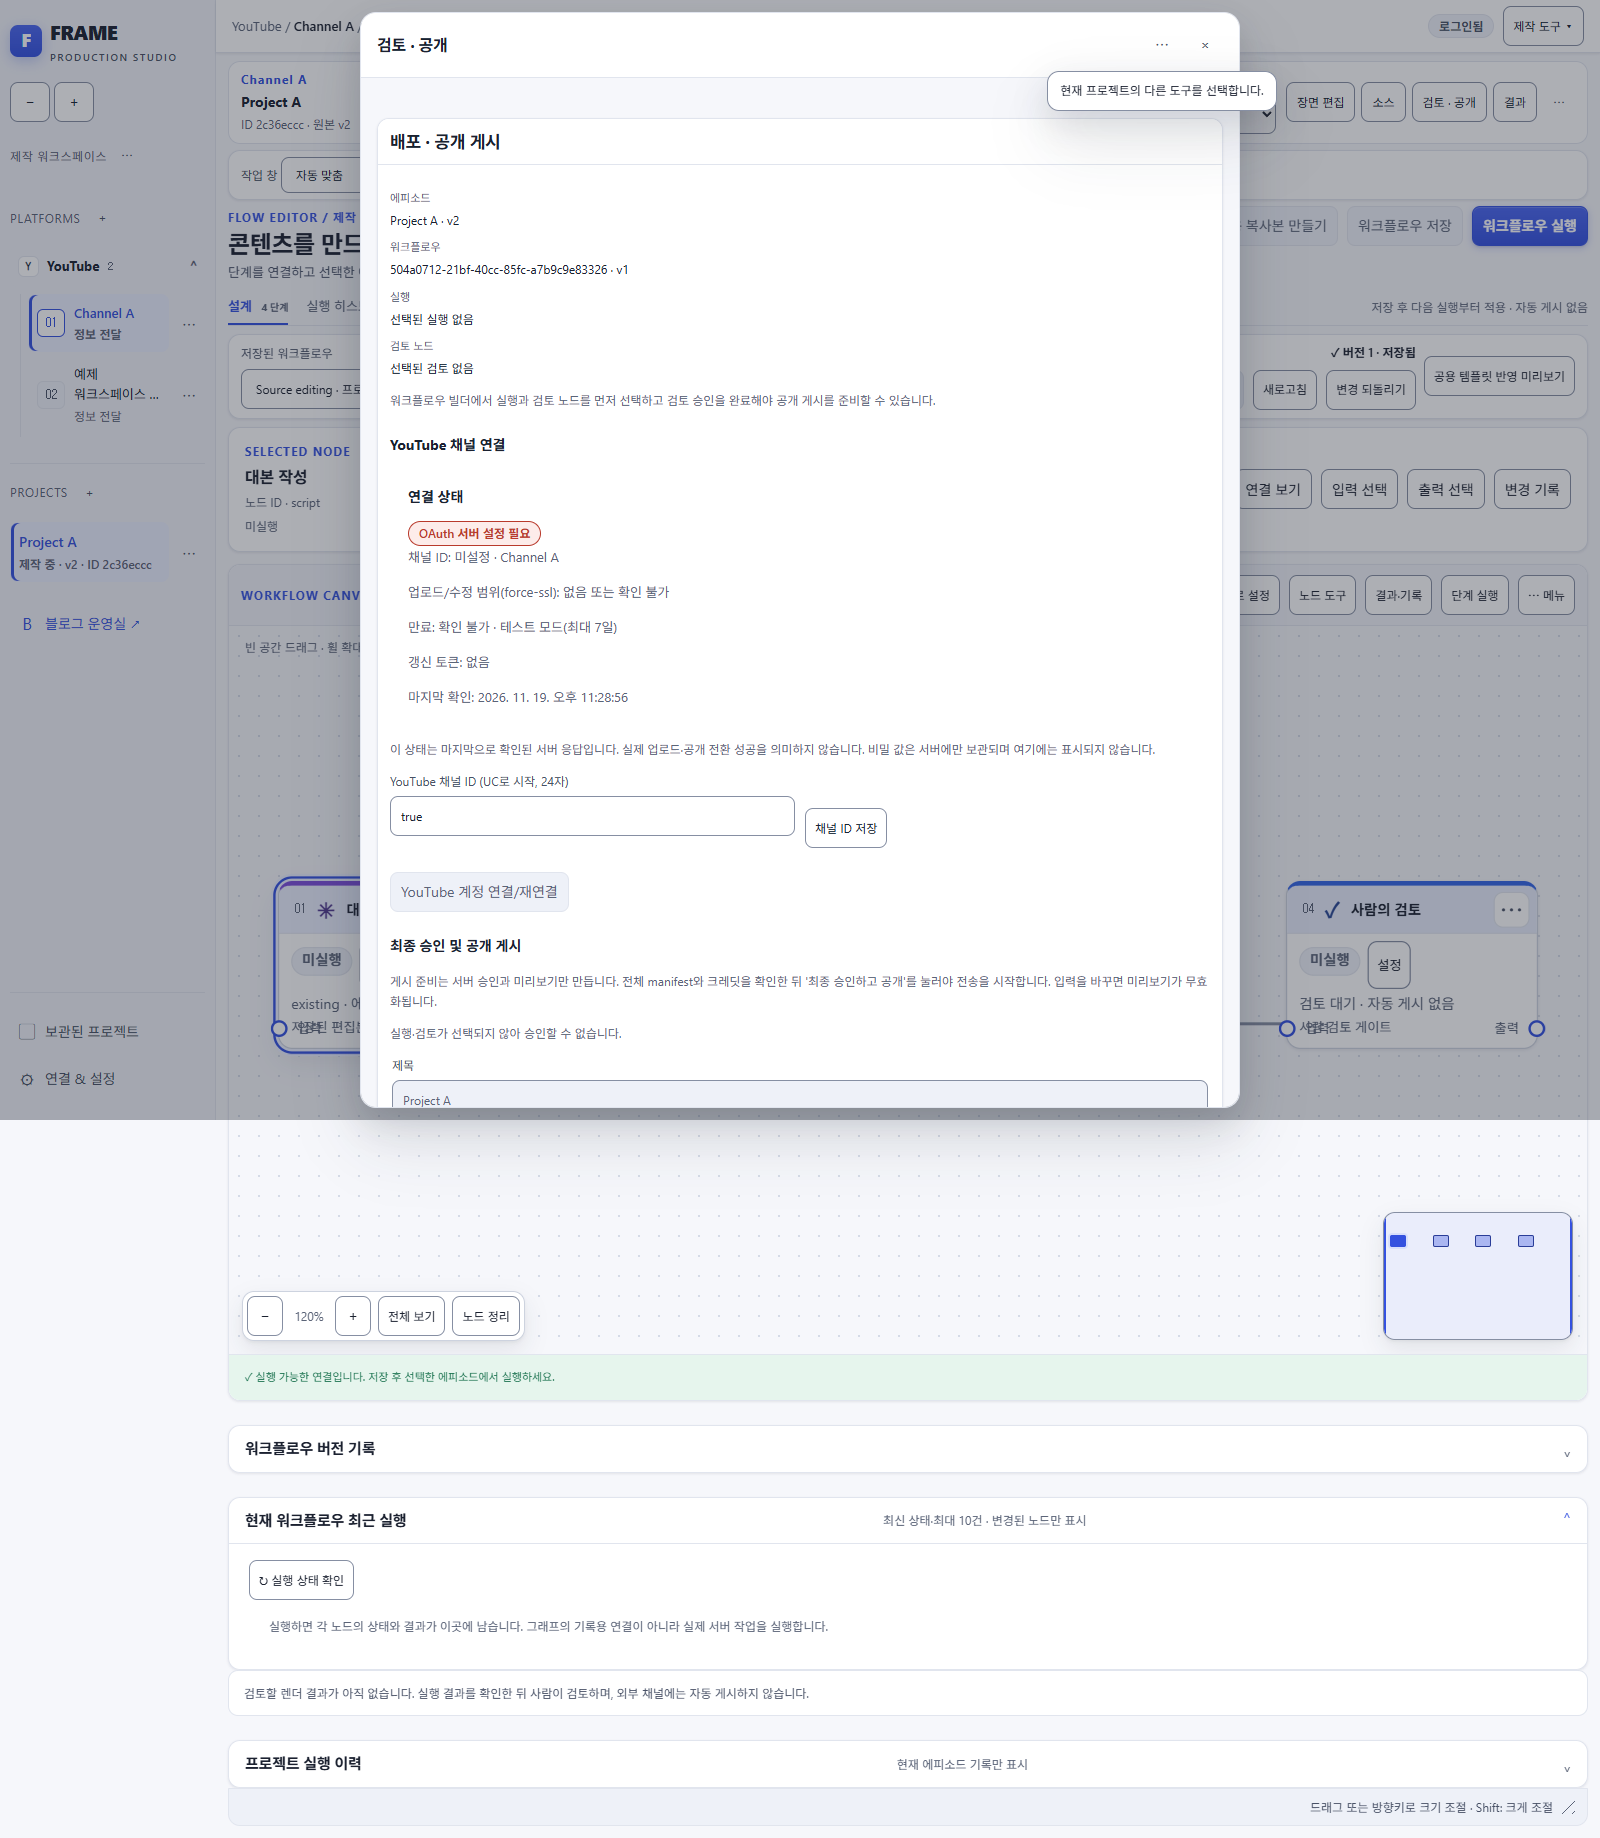 F FRAME
PRODUCTION STUDIO
− +
제작 워크스페이스 ···
PLATFORMS +
Y YouTube 2 ^
01 Channel A
정보 전달
···
02 예제
워크스페이스 ...
정보 전달
···
PROJECTS +
Project A
제작 중 · v2 · ID 2c36eccc
···
B 블로그 운영실 ↗
보관된 프로젝트
연결 & 설정
YouTube / Channel A /
로그인됨
제작 도구
Channel A
Project A
ID 2c36eccc · 원본 v2
장면 편집
소스
검토 · 공개
결과
···
작업 창
자동 맞춤
FLOW EDITOR / 제작
콘텐츠를 만드
단계를 연결하고 선택한
복사본 만들기
워크플로우 저장
워크플로우 실행
설계 4 단계
실행 히스
저장 후 다음 실행부터 적용 · 자동 게시 없음
저장된 워크플로우
Source editing · 프로
✓ 버전 1 · 저장됨
새로고침
변경 되돌리기
공용 템플릿 반영 미리보기
SELECTED NODE
대본 작성
노드 ID · script
미실행
연결 보기
입력 선택
출력 선택
변경 기록
WORKFLOW CANV
설정
노드 도구
결과·기록
단계 실행
··· 메뉴
빈 공간 드래그 · 휠 확대
검토 · 공개
··· ×
현재 프로젝트의 다른 도구를 선택합니다.
배포 · 공개 게시
에피소드
Project A · v2
워크플로우
504a0712-21bf-40cc-85fc-a7b9c9e83326 · v1
실행
선택된 실행 없음
검토 노드
선택된 검토 없음
워크플로우 빌더에서 실행과 검토 노드를 먼저 선택하고 검토 승인을 완료해야 공개 게시를 준비할 수 있습니다.
YouTube 채널 연결
연결 상태
OAuth 서버 설정 필요
채널 ID: 미설정 · Channel A
업로드/수정 범위(force-ssl): 없음 또는 확인 불가
만료: 확인 불가 · 테스트 모드(최대 7일)
갱신 토큰: 없음
마지막 확인: 2026. 11. 19. 오후 11:28:56
이 상태는 마지막으로 확인된 서버 응답입니다. 실제 업로드·공개 전환 성공을 의미하지 않습니다. 비밀 값은 서버에만 보관되며 여기에는 표시되지 않습니다.
YouTube 채널 ID (UC로 시작, 24자)
true
채널 ID 저장
YouTube 계정 연결/재연결
최종 승인 및 공개 게시
게시 준비는 서버 승인과 미리보기만 만듭니다. 전체 manifest와 크레딧을 확인한 뒤 '최종 승인하고 공개'를 눌러야 전송을 시작합니다. 입력을 바꾸면 미리보기가 무효
화됩니다.
실행·검토가 선택되지 않아 승인할 수 없습니다.
제목
Project A
01 대
미실행
existing · 에
저장된 편집본
04 ✓ 사람의 검토 ···
미실행
설정
검토 대기 · 자동 게시 없음
검토 게이트
출력
− 120% +
전체 보기
노드 정리
✓ 실행 가능한 연결입니다. 저장 후 선택한 에피소드에서 실행하세요.
워크플로우 버전 기록 v
현재 워크플로우 최근 실행
최신 상태·최대 10건 · 변경된 노드만 표시 ^
↻ 실행 상태 확인
실행하면 각 노드의 상태와 결과가 이곳에 남습니다. 그래프의 기록용 연결이 아니라 실제 서버 작업을 실행합니다.
검토할 렌더 결과가 아직 없습니다. 실행 결과를 확인한 뒤 사람이 검토하며, 외부 채널에는 자동 게시하지 않습니다.
프로젝트 실행 이력
현재 에피소드 기록만 표시 v
드래그 또는 방향키로 크기 조절 · Shift: 크게 조절